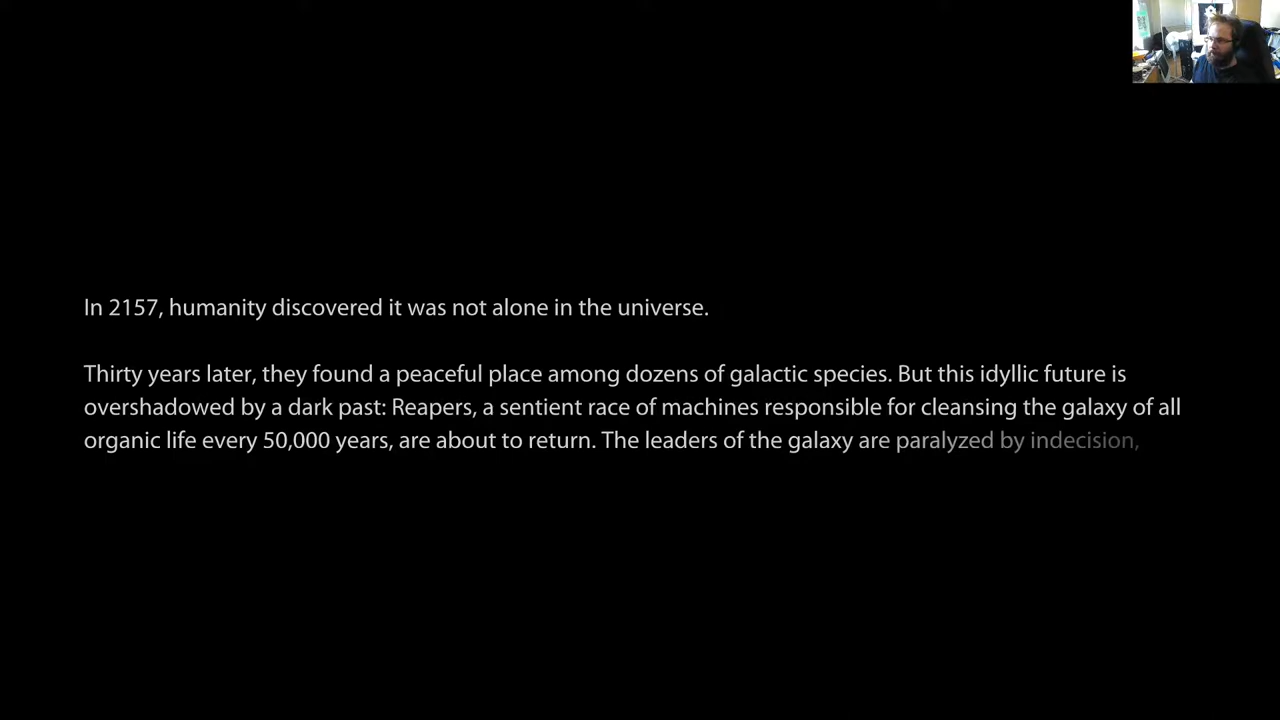 In 2157, humanity discovered it was not alone in the universe.
Thirty years later, they found a peaceful place among dozens of galactic species. But this idyllic future is
overshadowed by a dark past: Reapers, a sentient race of machines responsible for cleansing the galaxy of all
organic life every 50,000 years, are about to return. The leaders of the galaxy are paralyzed by indecision,